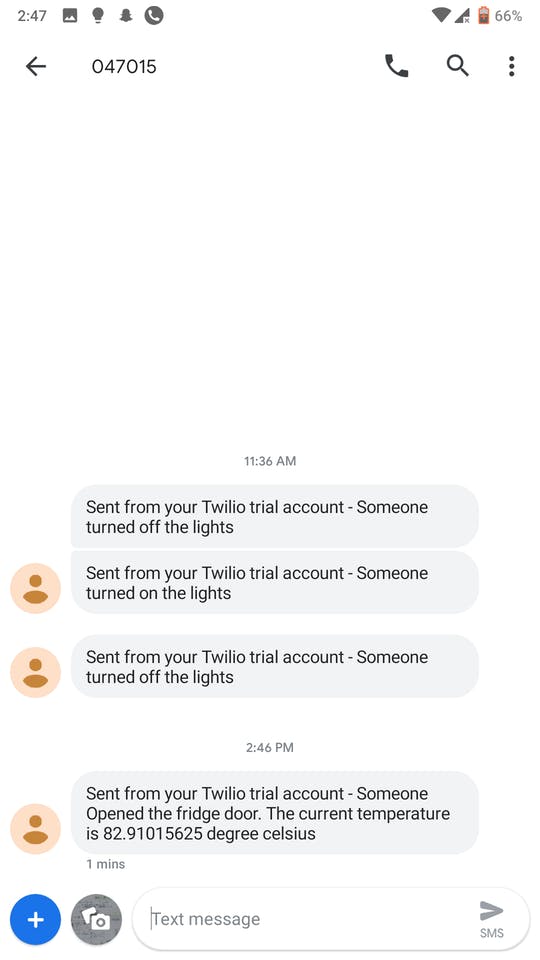 2:47 66%
047015
11:36 AM
Sent from your Twilio trial account - Someone
turned off the lights
Sent from your Twilio trial account - Someone
turned on the lights
Sent from your Twilio trial account - Someone
turned off the lights
2:46 PM
Sent from your Twilio trial account - Someone
Opened the fridge door. The current temperature
is 82.91015625 degree celsius
1 mins
Text message
SMS